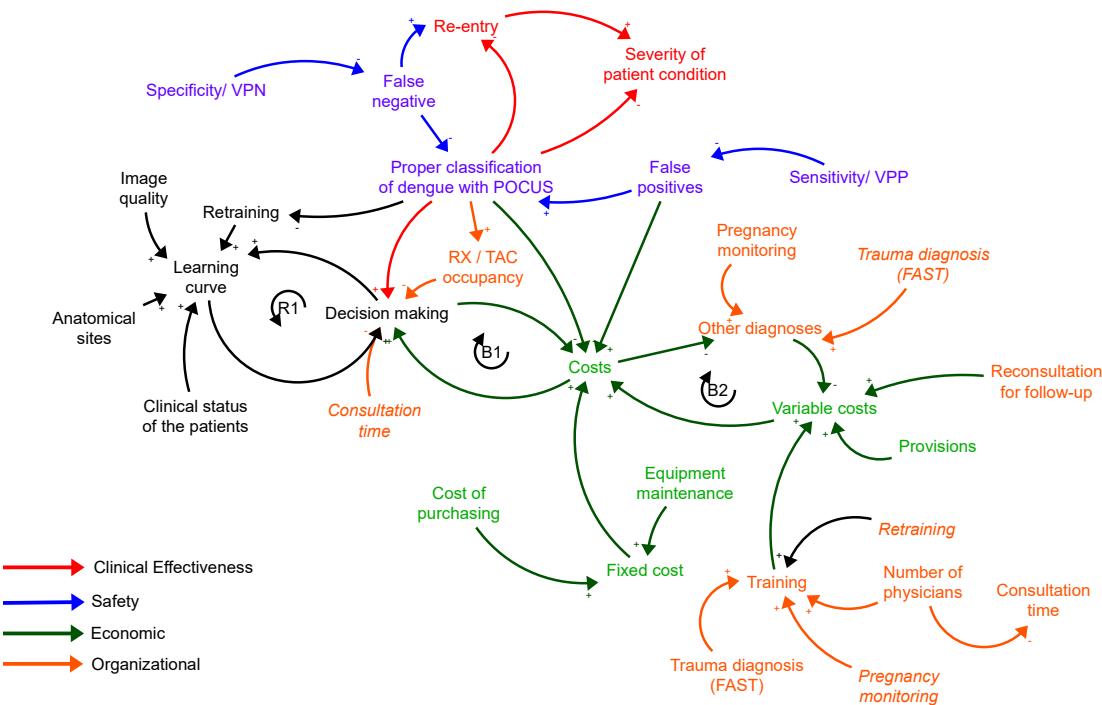 Re-entry
Severity of
patient condition
Specificity/ VPN
False
negative
Proper classification
of dengue with POCUS
False
positives
Sensitivity/ VPP
Image
quality
Retraining
Learning
curve
RX / TAC
occupancy
Pregnancy
monitoring
Trauma diagnosis
(FAST)
Anatomical
sites
R1
Decision making
B1
Other diagnoses
Costs
B2
Reconsultation
for follow-up
Clinical status
of the patients
Consultation
time
Variable costs
Provisions
Cost of
purchasing
Equipment
maintenance
Fixed cost
Retraining
Training
Number of
physicians
Consultation
time
Trauma diagnosis
(FAST)
Pregnancy
monitoring
Clinical Effectiveness
Safety
Economic
Organizational